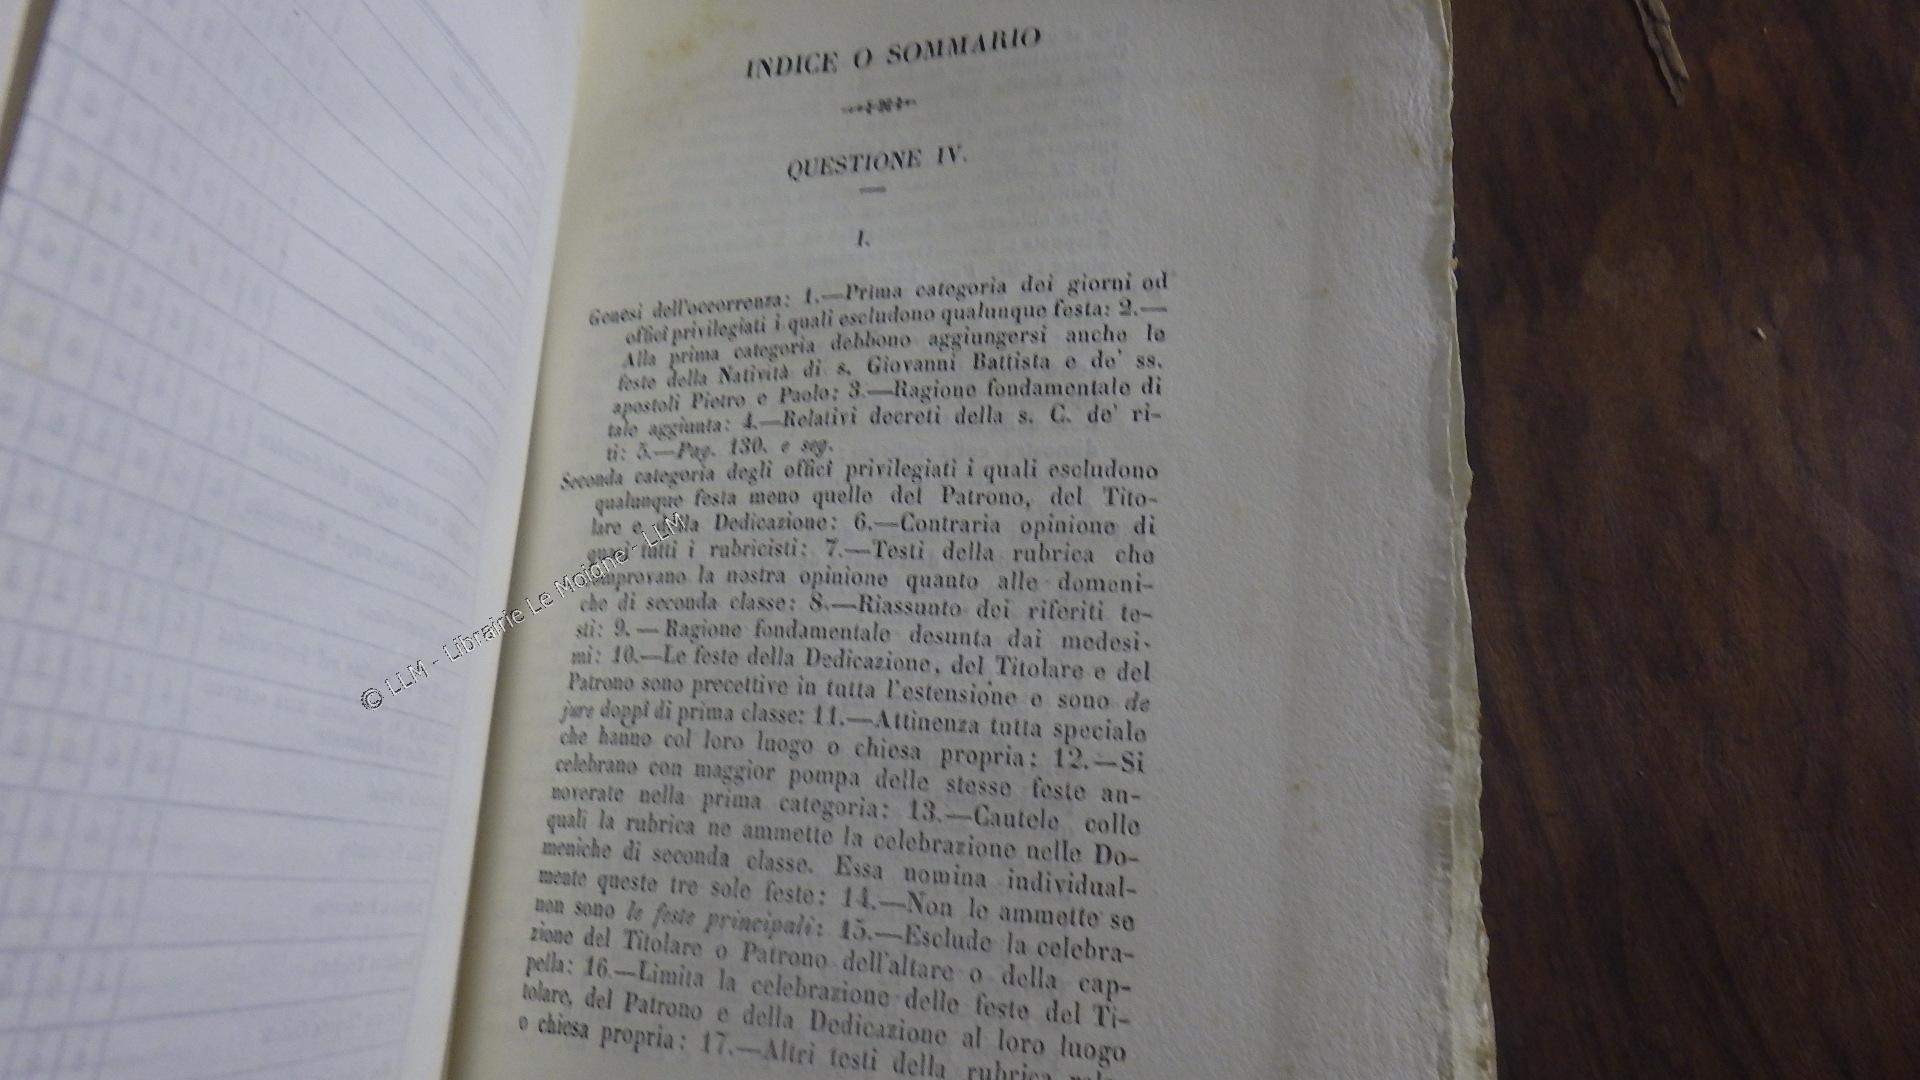 INDICE O SOMMARIO
QUESTIONE IV.
I.
Genesi dell'occorrenza: 1.—Prima categoria dei giorni od
offici privilegiati i quali escludono qualunque festa: 2.—
Alla prima categoria debbono aggiungersi anche le
feste della Natività di s. Giovanni Battista e de' ss.
apostoli Pietro e Paolo: 3.—Ragione fondamentale di
tale aggiunta: 4.—Relativi decreti della s. C. de' ri-
ti: 5.—Pag. 130. e seg.
Seconda categoria degli offici privilegiati i quali escludono
qualunque festa meno quelle del Patrono, del Tito-
lare e della Dedicazione: 6.—Contraria opinione di
quasi tutti i rubricisti: 7.—Testi della rubrica che
comprovano la nostra opinione quanto alle domeni-
che di seconda classe: 8.—Riassunto dei riferiti te-
sti: 9.—Ragione fondamentale desunta dai medesi-
mi: 10.—Le feste della Dedicazione, del Titolare e del
Patrono sono precettive in tutta l'estensione e sono de
jure doppî di prima classe: 11.—Attinenza tutta speciale
che hanno col loro luogo o chiesa propria: 12.—Si
celebrano con maggior pompa delle stesse feste an-
noverate nella prima categoria: 13.—Cautele colle
quali la rubrica ne ammette la celebrazione nelle Do-
meniche di seconda classe. Essa nomina individual-
mente queste tre sole feste: 14.—Non le ammette se
non sono le feste principali: 15.—Esclude la celebra-
zione del Titolare o Patrono dell'altare o della cap-
pella: 16.—Limita la celebrazione delle feste del Ti-
tolare, del Patrono e della Dedicazione al loro luogo
o chiesa propria: 17.—Altri testi della rubrica
© LLM - Librairie Le Moigne - LLM